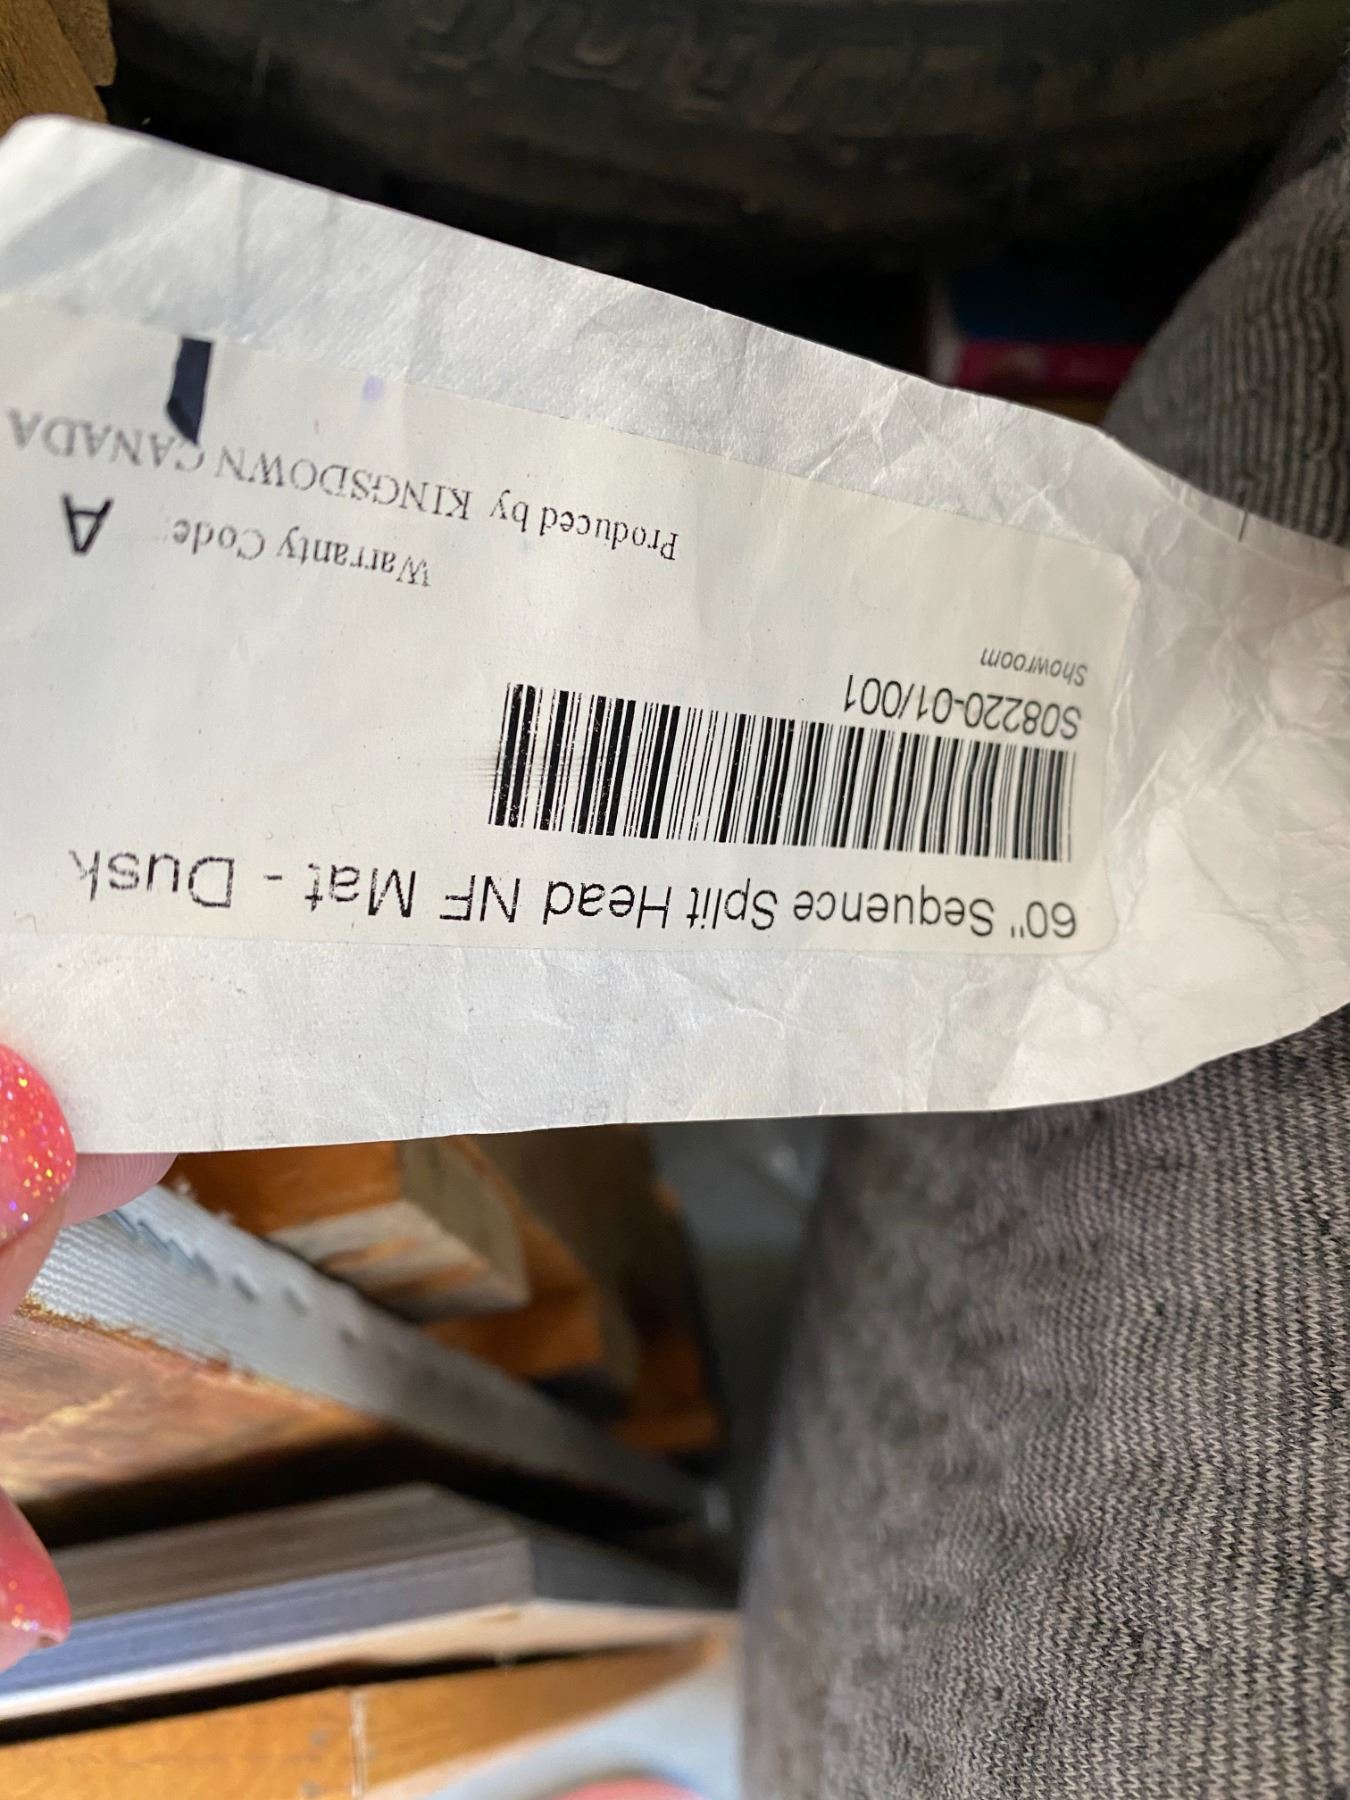 60" Sequence Split Head NF Mat - Dusk
S08220-01/001
Showroom
Warranty Code: A
Produced by KINGSDOWN CANADA